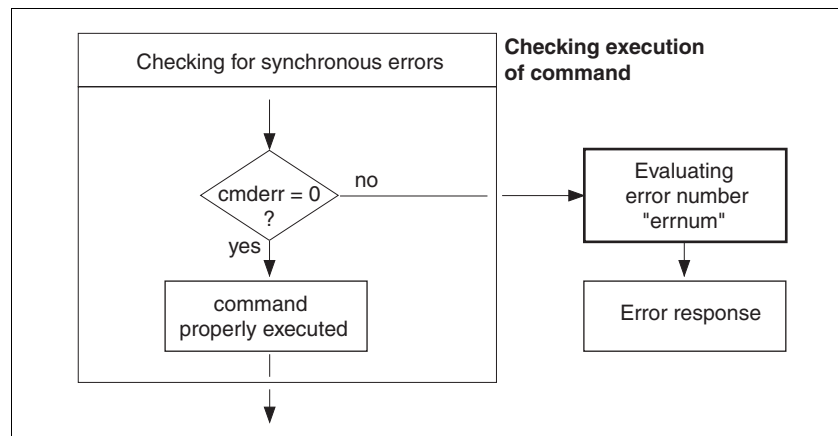 Checking for synchronous errors
Checking execution
of command
cmderr = 0
?
no
yes
command
properly executed
Evaluating
error number
"errnum"
Error response